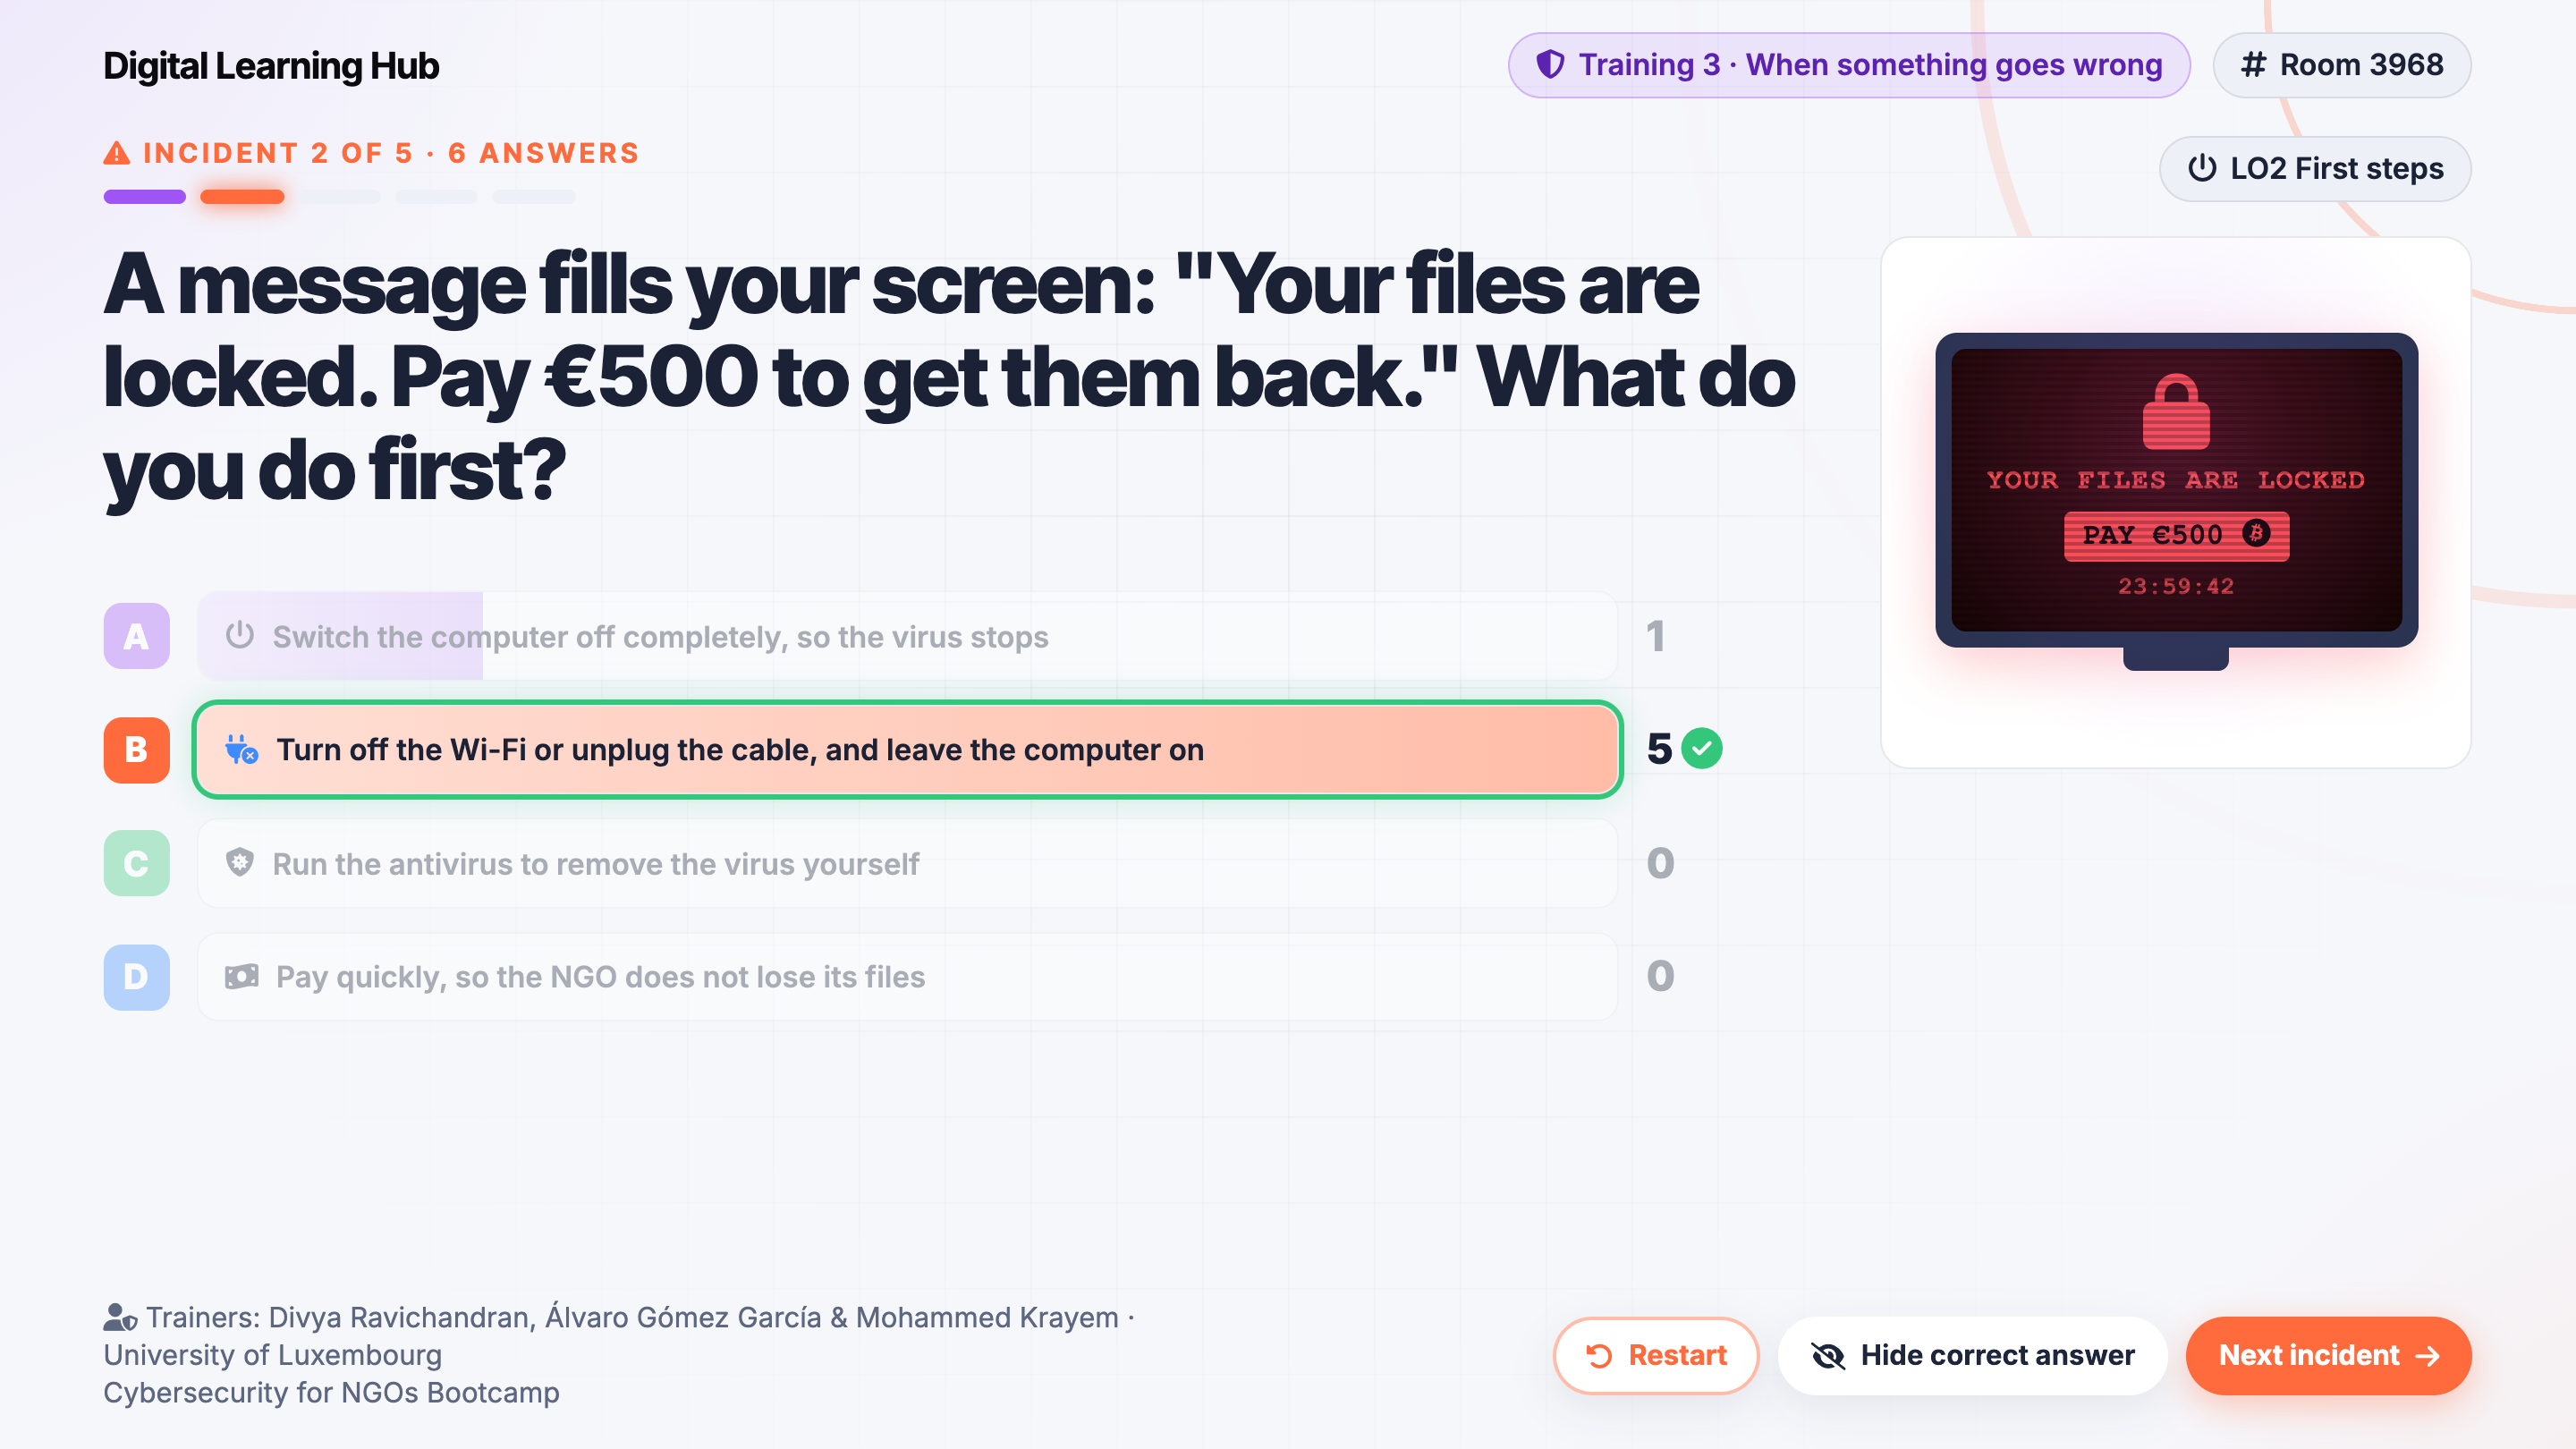 Digital Learning Hub
Training 3 · When something goes wrong
# Room 3968
INCIDENT 2 OF 5 · 6 ANSWERS
LO2 First steps
A message fills your screen: "Your files are
locked. Pay €500 to get them back." What do
you do first?
YOUR FILES ARE LOCKED
PAY €500
23:59:42
A Switch the computer off completely, so the virus stops 1
B Turn off the Wi-Fi or unplug the cable, and leave the computer on 5
C Run the antivirus to remove the virus yourself 0
D Pay quickly, so the NGO does not lose its files 0
Trainers: Divya Ravichandran, Álvaro Gómez García & Mohammed Krayem ·
University of Luxembourg
Cybersecurity for NGOs Bootcamp
Restart
Hide correct answer
Next incident →